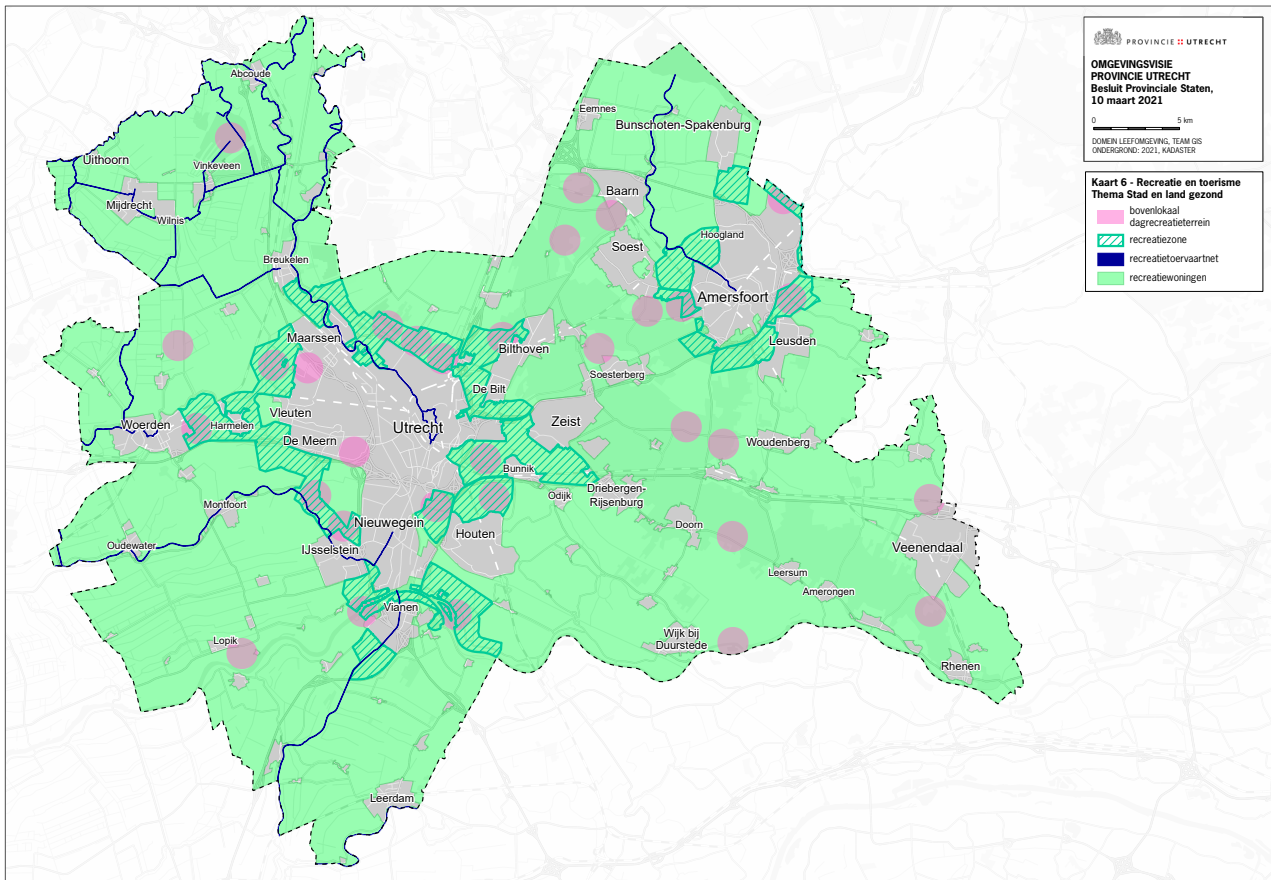 PROVINCIE UTRECHT
OMGEVINGSVISIE
PROVINCIE UTRECHT
Besluit Provinciale Staten,
10 maart 2021
0 5 km
DOMEIN LEEFOMGEVING, TEAM GIS
ONDERGROND: 2021, KADASTER
Kaart 6 - Recreatie en toerisme
Thema Stad en land gezond
bovenlokaal
dagrecreatieterrein
recreatiezone
recreatietoervaartnet
recreatiewoningen
Abcoude
Eemnes
Bunschoten-Spakenburg
Uithoorn
Vinkeveen
Baarn
Mijdrecht
Wilnis
Hoogland
Soest
Breukelen
Amersfoort
Maarssen
Leusden
Bilthoven
Soesterberg
De Bilt
Vleuten
Woerden
Harmelen
Utrecht
Zeist
De Meern
Woudenberg
Bunnik
Driebergen-
Rijsenburg
Odijk
Montfoort
Nieuwegein
Doorn
Houten
Oudewater
IJsselstein
Veenendaal
Leersum
Amerongen
Vianen
Lopik
Wijk bij
Duurstede
Rhenen
Leerdam